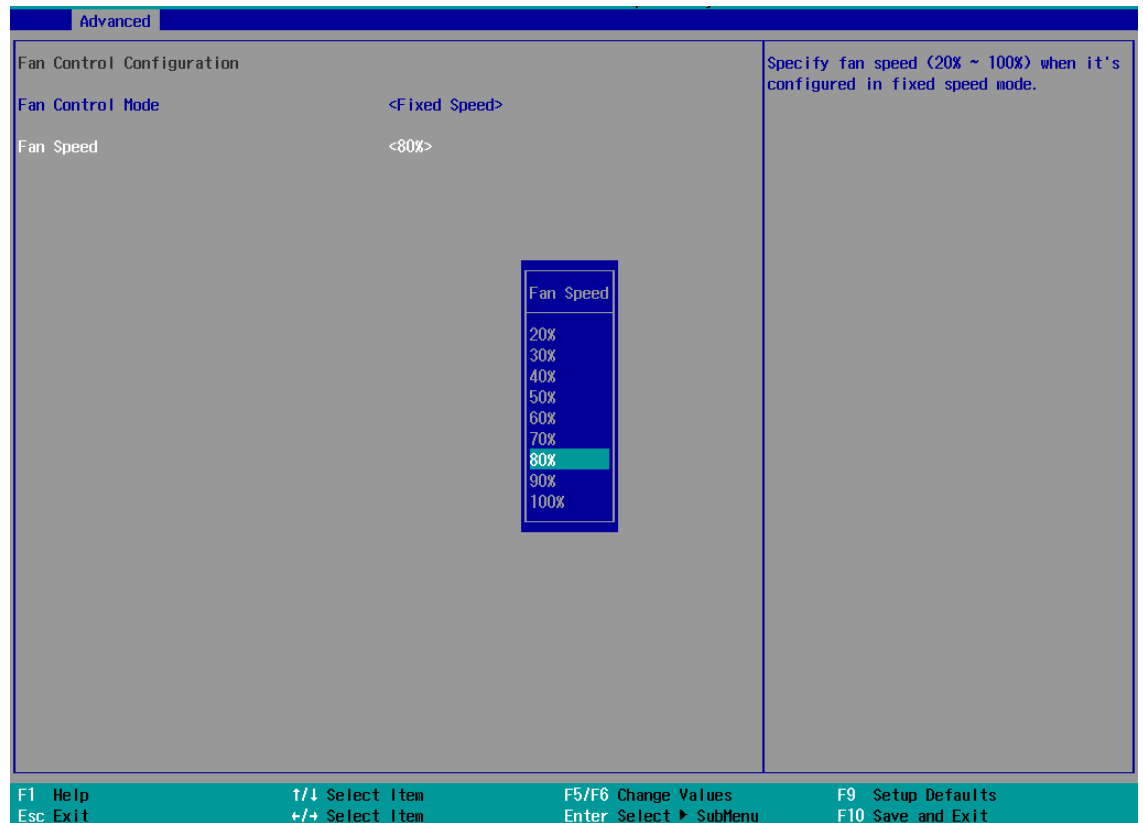 Advanced
Fan Control Configuration
Fan Control Mode <Fixed Speed>
Fan Speed <80%>
Specify fan speed (20% ~ 100%) when it's
configured in fixed speed mode.
Fan Speed
20%
30%
40%
50%
60%
70%
80%
90%
100%
F1 Help ↑/↓ Select Item F5/F6 Change Values F9 Setup Defaults
Esc Exit ←/→ Select Item Enter Select ▶ SubMenu F10 Save and Exit